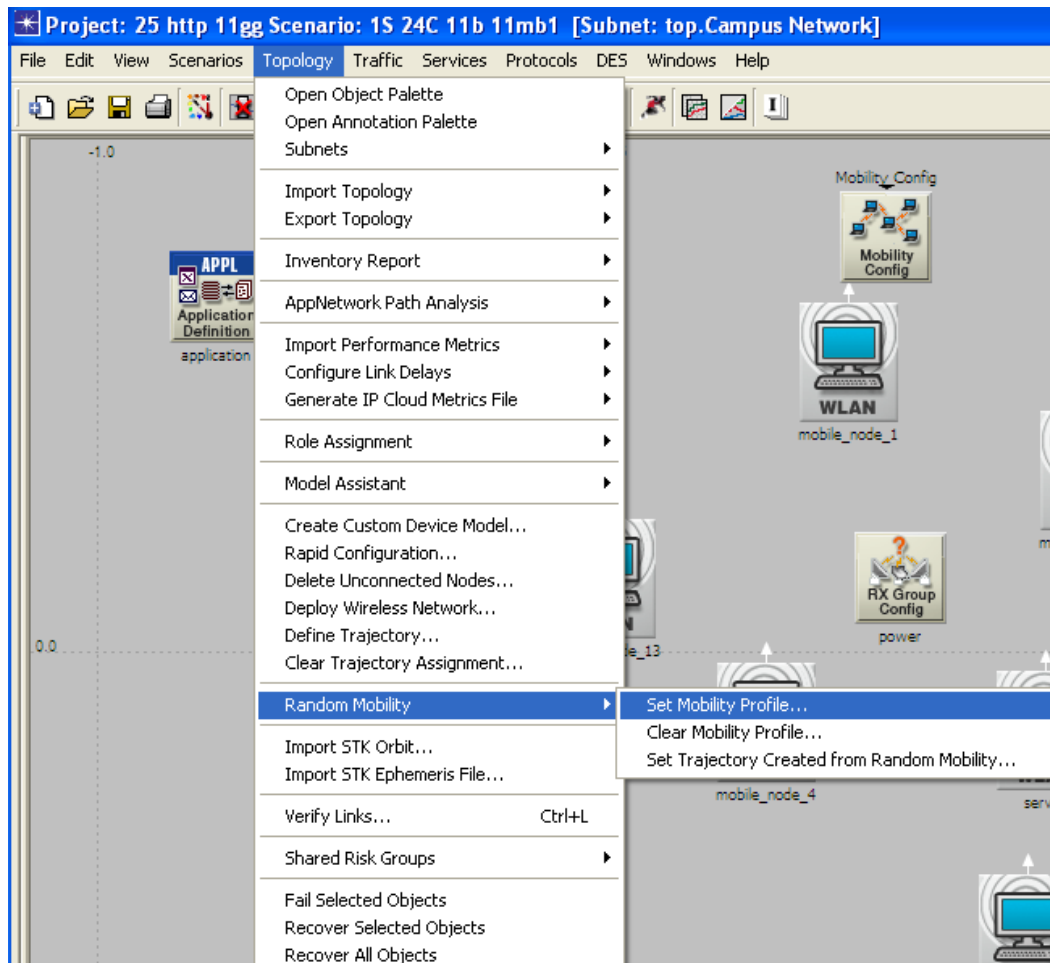 Project: 25 http 11gg Scenario: 1S 24C 11b 11mb1 [Subnet: top.Campus Network]
File Edit View Scenarios Topology Traffic Services Protocols DES Windows Help
-1.0
0.0
APPL
Application
Definition
application
Open Object Palette
Open Annotation Palette
Subnets
Import Topology
Export Topology
Inventory Report
AppNetwork Path Analysis
Import Performance Metrics
Configure Link Delays
Generate IP Cloud Metrics File
Role Assignment
Model Assistant
Create Custom Device Model...
Rapid Configuration...
Delete Unconnected Nodes...
Deploy Wireless Network...
Define Trajectory...
Clear Trajectory Assignment...
Random Mobility
Import STK Orbit...
Import STK Ephemeris File...
Verify Links... Ctrl+L
Shared Risk Groups
Fail Selected Objects
Recover Selected Objects
Recover All Objects
Set Mobility Profile...
Clear Mobility Profile...
Set Trajectory Created from Random Mobility...
Mobility_Config
Mobility
Config
WLAN
mobile_node_1
RX Group
Config
power
_13
mobile_node_4
serv